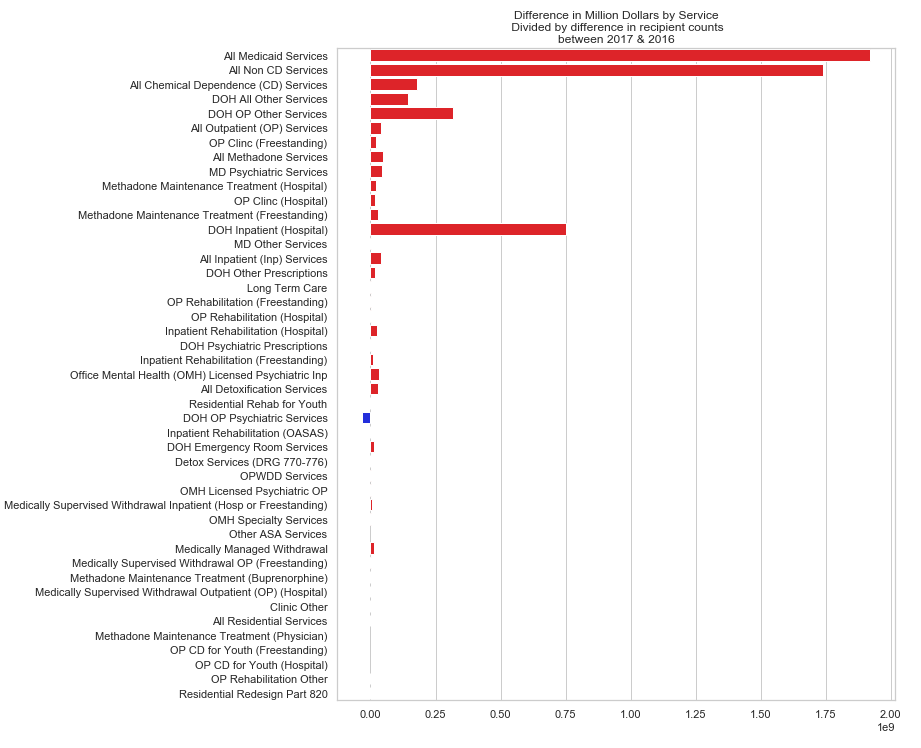 Difference in Million Dollars by Service
Divided by difference in recipient counts
between 2017 & 2016
All Medicaid Services
All Non CD Services
All Chemical Dependence (CD) Services
DOH All Other Services
DOH OP Other Services
All Outpatient (OP) Services
OP Clinc (Freestanding)
All Methadone Services
MD Psychiatric Services
Methadone Maintenance Treatment (Hospital)
OP Clinc (Hospital)
Methadone Maintenance Treatment (Freestanding)
DOH Inpatient (Hospital)
MD Other Services
All Inpatient (Inp) Services
DOH Other Prescriptions
Long Term Care
OP Rehabilitation (Freestanding)
OP Rehabilitation (Hospital)
Inpatient Rehabilitation (Hospital)
DOH Psychiatric Prescriptions
Inpatient Rehabilitation (Freestanding)
Office Mental Health (OMH) Licensed Psychiatric Inp
All Detoxification Services
Residential Rehab for Youth
DOH OP Psychiatric Services
Inpatient Rehabilitation (OASAS)
DOH Emergency Room Services
Detox Services (DRG 770-776)
OPWDD Services
OMH Licensed Psychiatric OP
Medically Supervised Withdrawal Inpatient (Hosp or Freestanding)
OMH Specialty Services
Other ASA Services
Medically Managed Withdrawal
Medically Supervised Withdrawal OP (Freestanding)
Methadone Maintenance Treatment (Buprenorphine)
Medically Supervised Withdrawal Outpatient (OP) (Hospital)
Clinic Other
All Residential Services
Methadone Maintenance Treatment (Physician)
OP CD for Youth (Freestanding)
OP CD for Youth (Hospital)
OP Rehabilitation Other
Residential Redesign Part 820
0.00 0.25 0.50 0.75 1.00 1.25 1.50 1.75 2.00
1e9